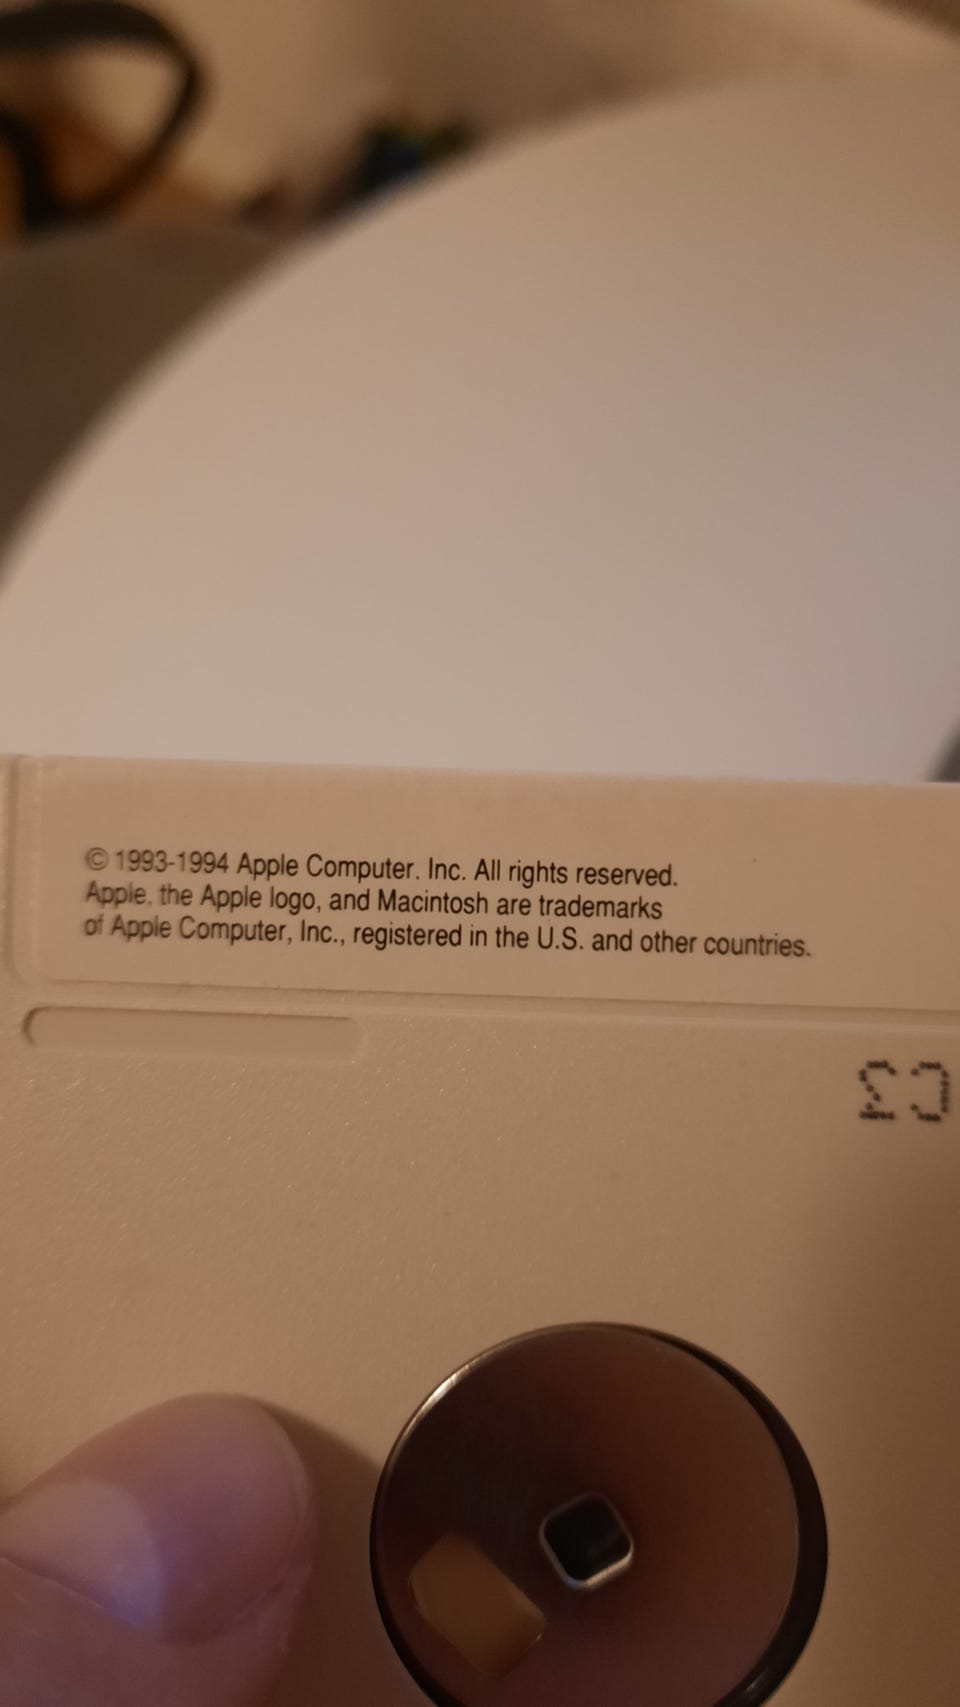 © 1993-1994 Apple Computer. Inc. All rights reserved.
Apple, the Apple logo, and Macintosh are trademarks
of Apple Computer, Inc., registered in the U.S. and other countries.